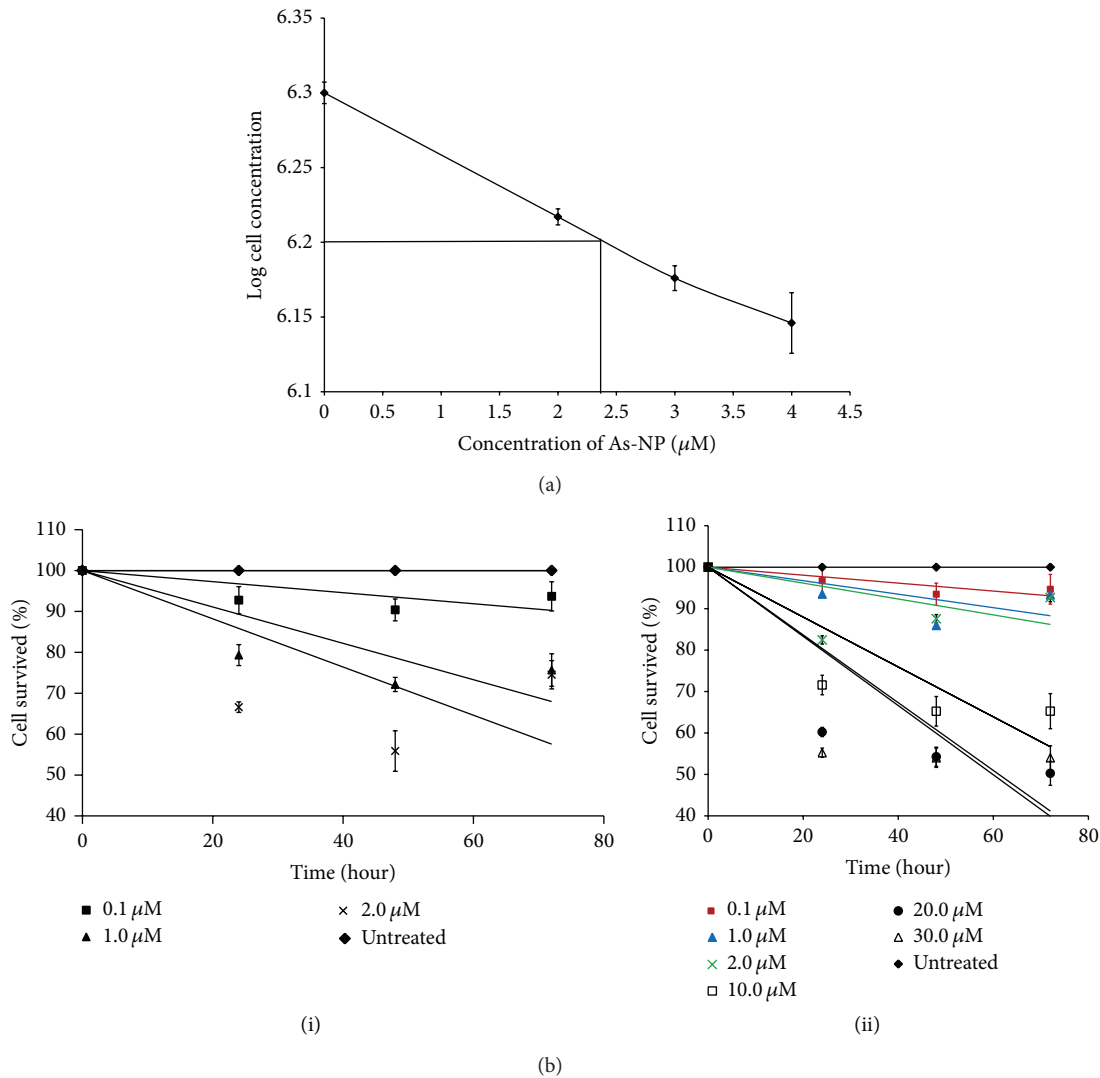 6.35
6.3
6.25
6.2
6.15
6.1
Log cell concentration
0 0.5 1 1.5 2 2.5 3 3.5 4 4.5
Concentration of As-NP (μM)
(a)
110
100
90
80
70
60
50
40
Cell survived (%)
0 20 40 60 80
Time (hour)
0.1 μM
1.0 μM
2.0 μM
Untreated
(i)
110
100
90
80
70
60
50
40
Cell survived (%)
0 20 40 60 80
Time (hour)
0.1 μM
1.0 μM
2.0 μM
10.0 μM
20.0 μM
30.0 μM
Untreated
(ii)
(b)